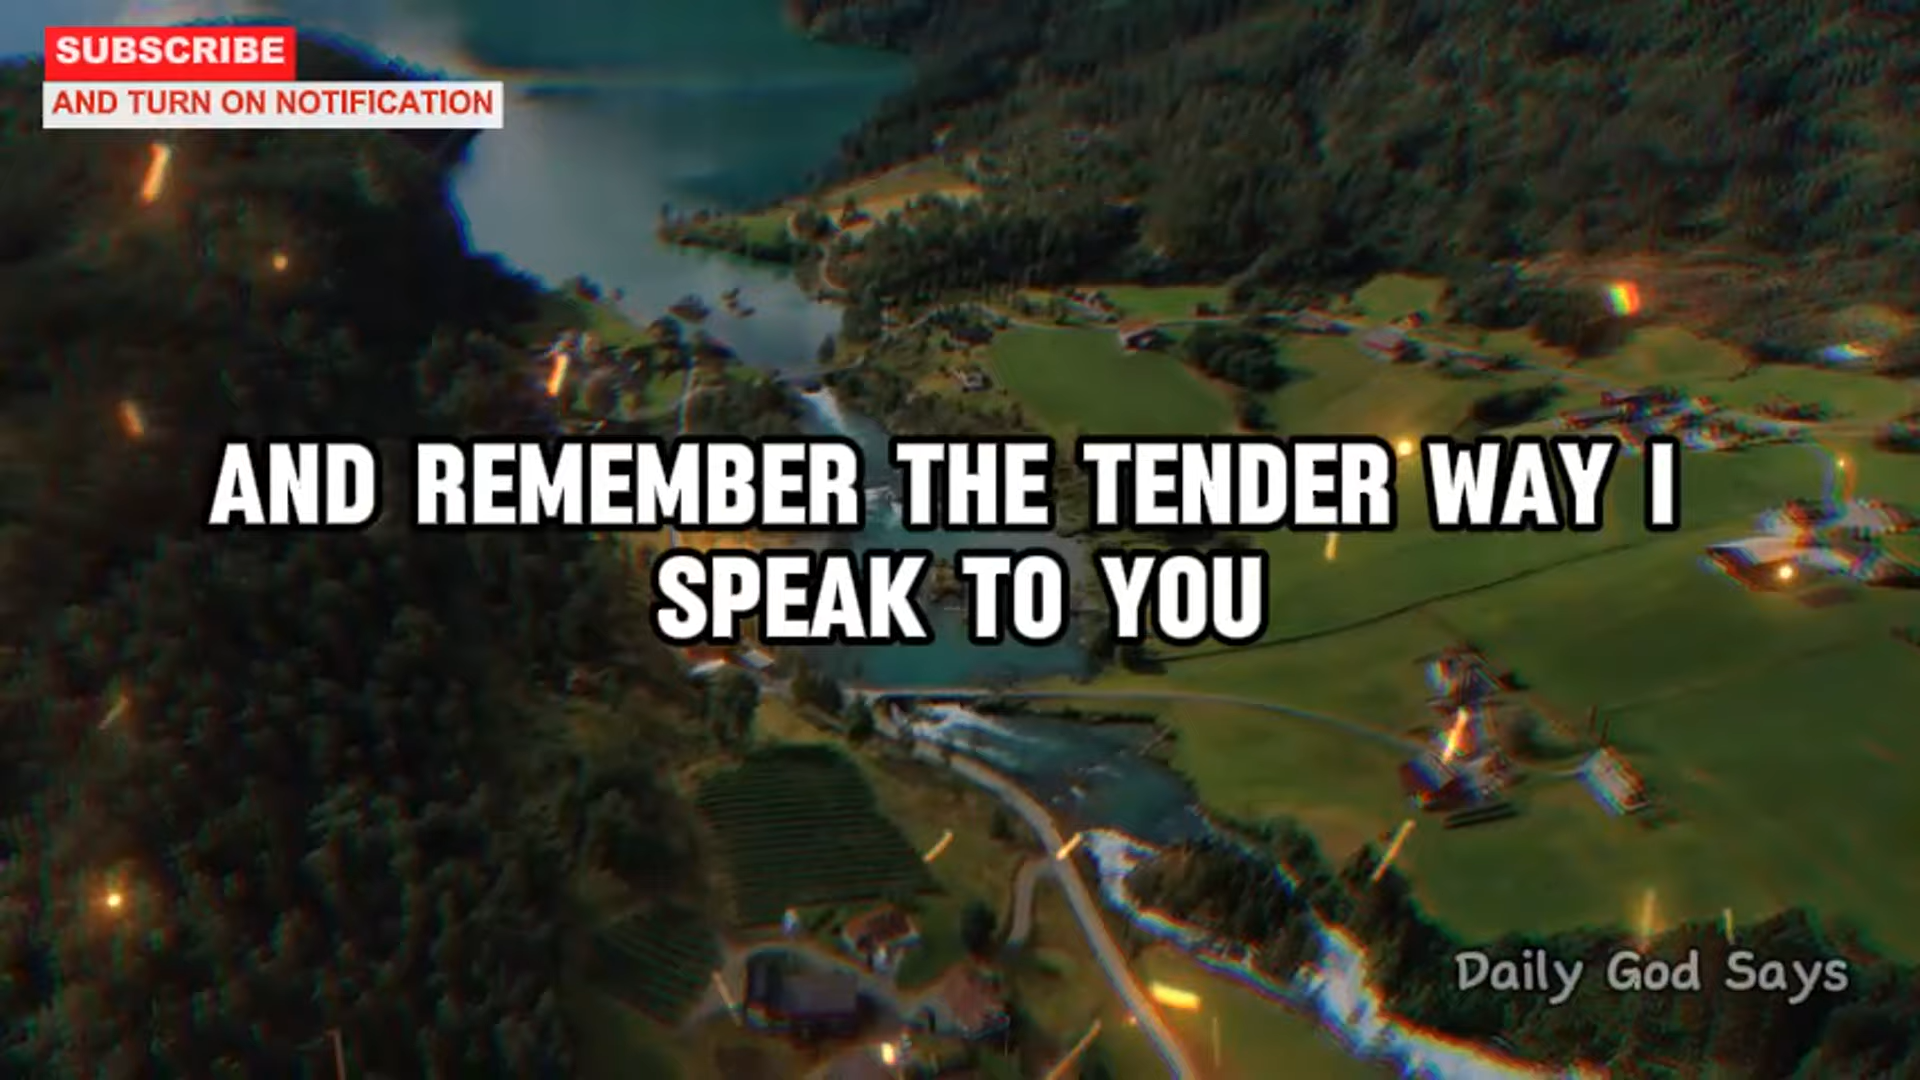 SUBSCRIBE
AND TURN ON NOTIFICATION
AND REMEMBER THE TENDER WAY I
SPEAK TO YOU
Daily God Says